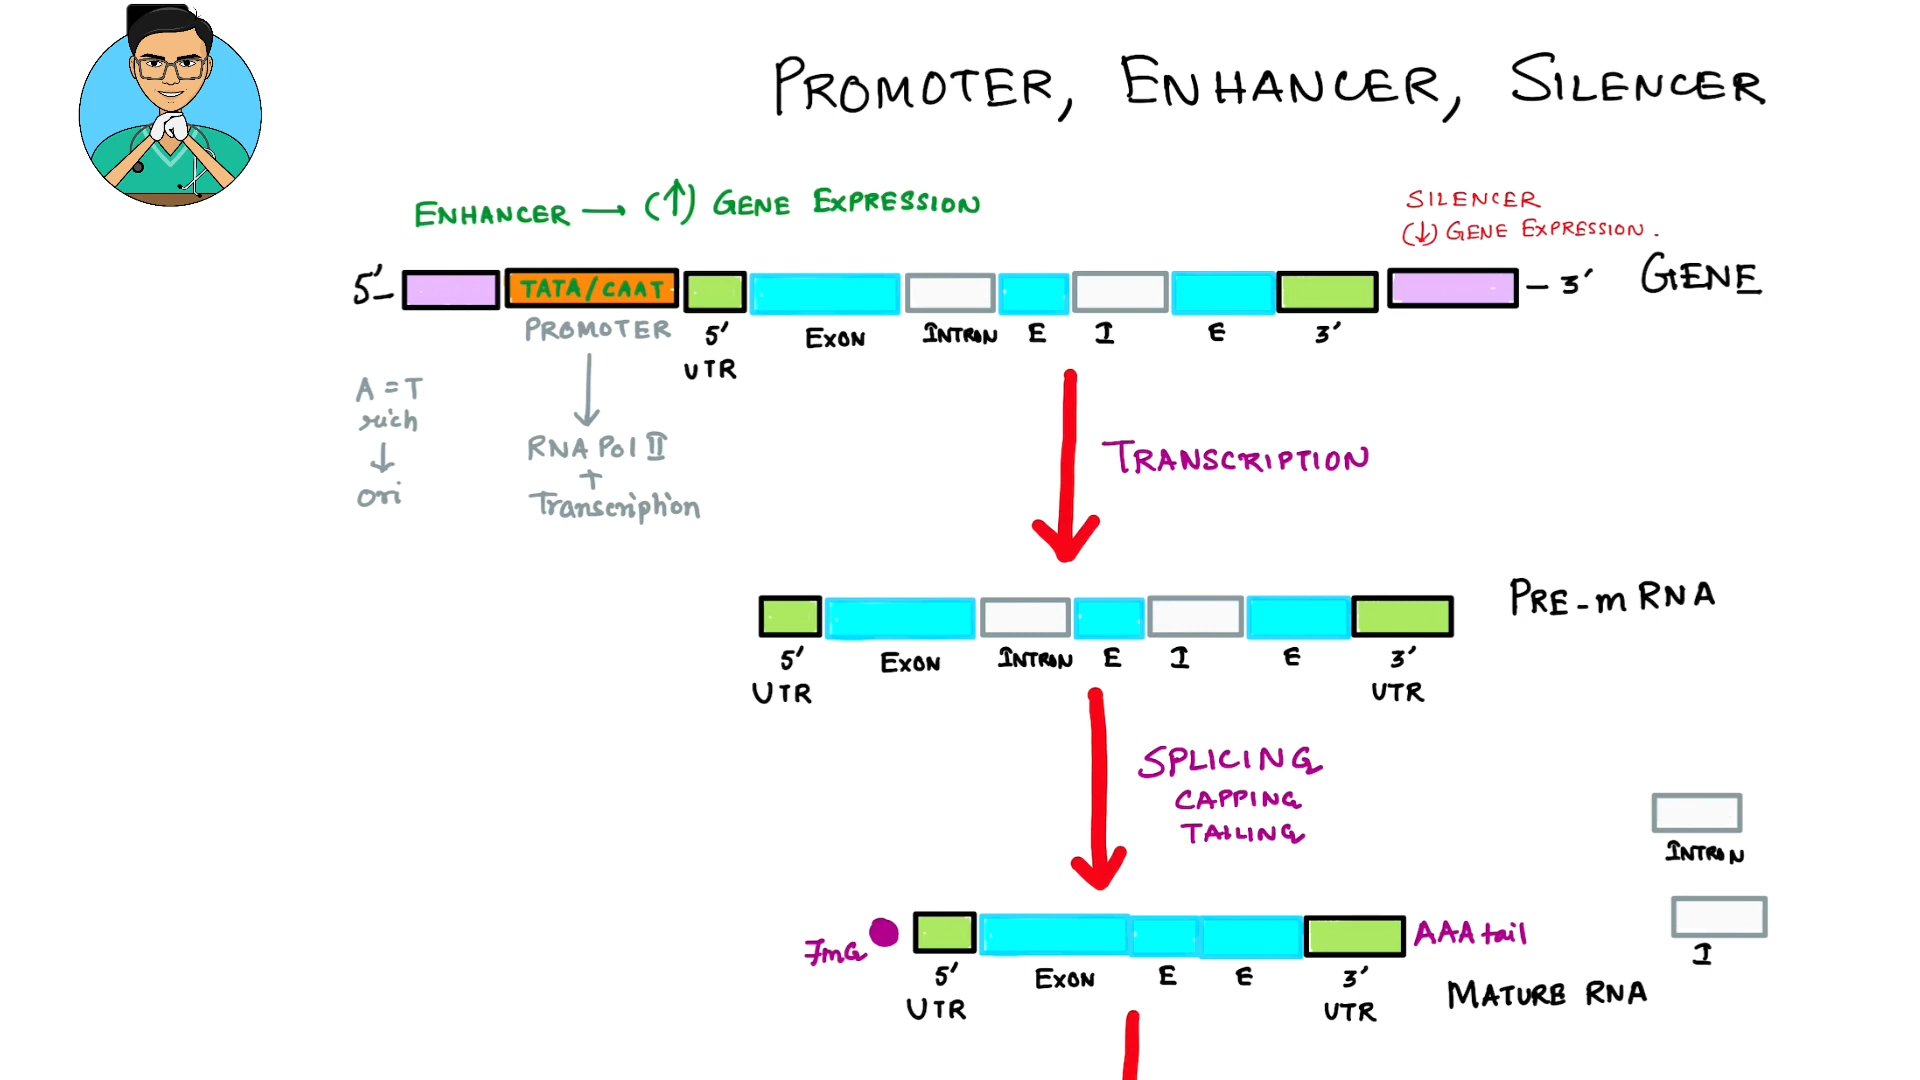 PROMOTER, ENHANCER, SILENCER
ENHANCER → (↑) GENE EXPRESSION
SILENCER
(↓) GENE EXPRESSION.
5'- TATA/CAAT - 3' GENE
PROMOTER 5' EXON INTRON E I E 3'
UTR
A = T
rich
↓
ori
RNA Pol II
+
Transcription
TRANSCRIPTION
PRE-mRNA
5' EXON INTRON E I E 3'
UTR UTR
SPLICING
CAPPING
TAILING
INTRON
I
7mG AAA tail
5' EXON E E 3'
UTR UTR
MATURE RNA